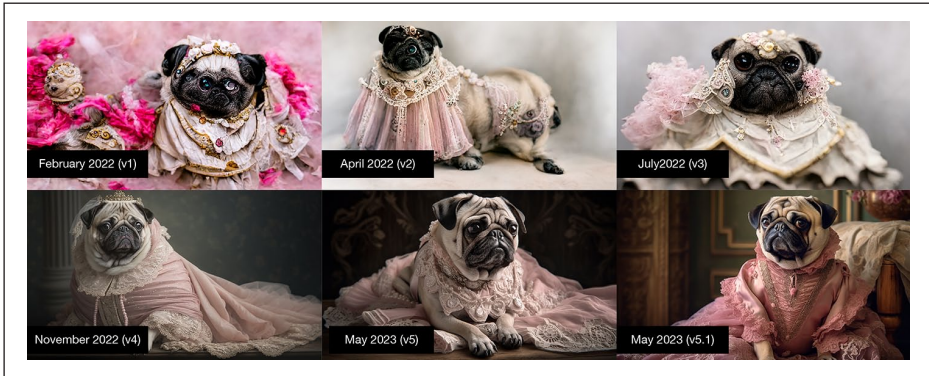 February 2022 (v1)
April 2022 (v2)
July2022 (v3)
November 2022 (v4)
May 2023 (v5)
May 2023 (v5.1)